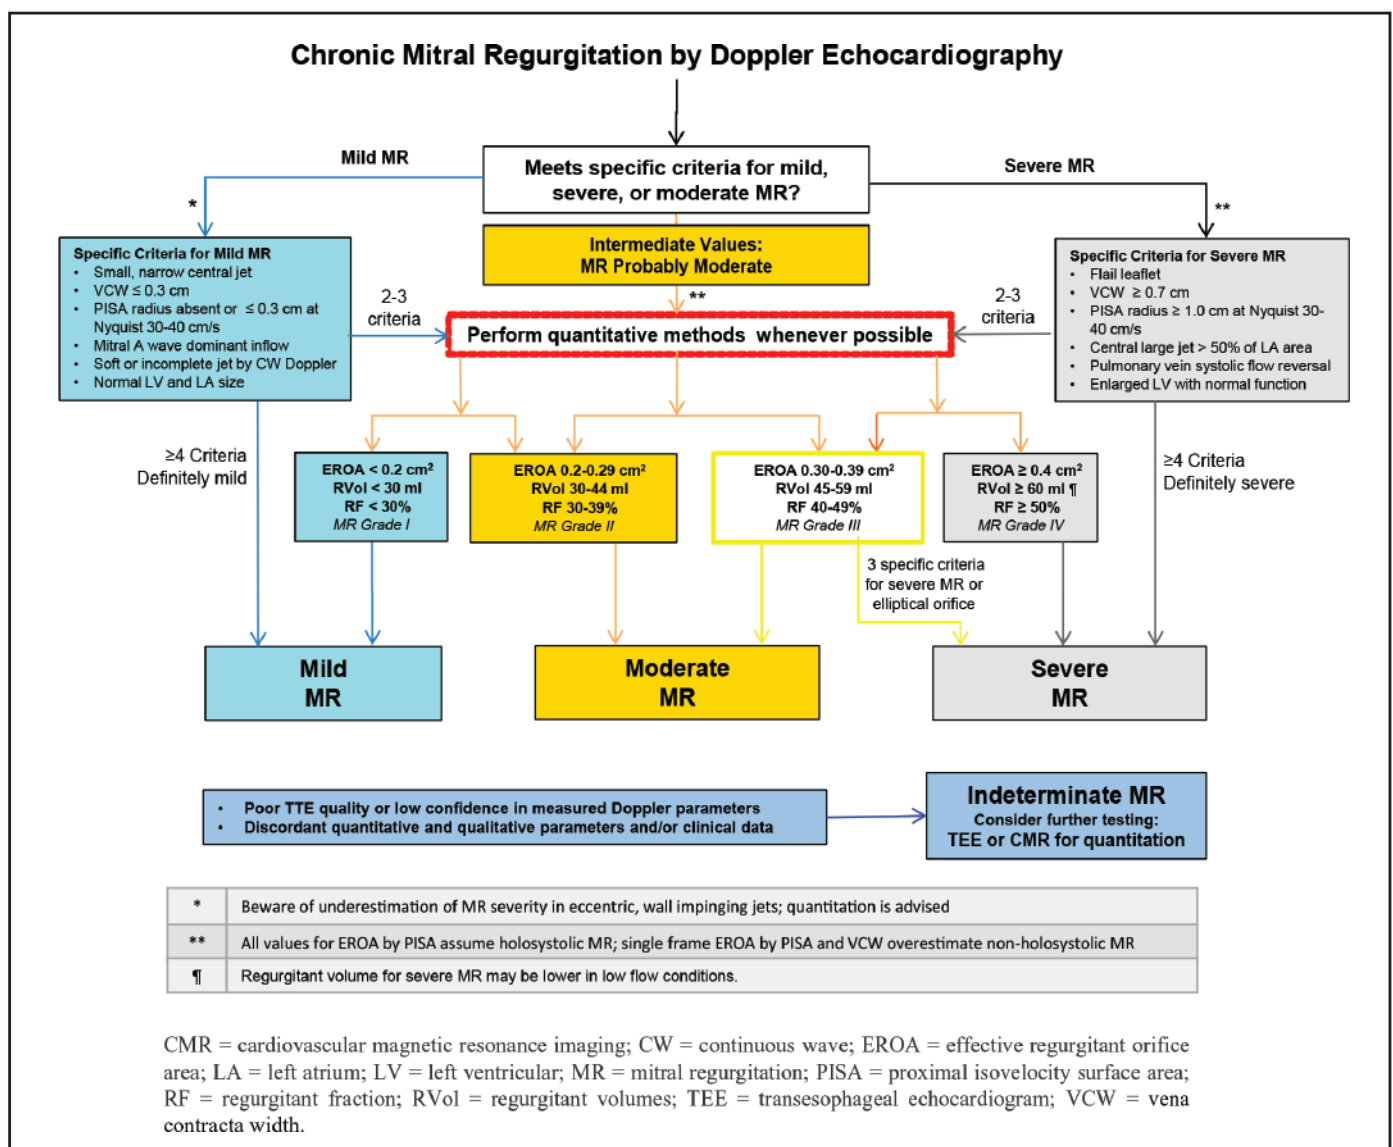 Chronic Mitral Regurgitation by Doppler Echocardiography
Mild MR
Meets specific criteria for mild,
severe, or moderate MR?
Severe MR
*
**
Specific Criteria for Mild MR
• Small, narrow central jet
• VCW ≤ 0.3 cm
• PISA radius absent or ≤ 0.3 cm at
Nyquist 30-40 cm/s
• Mitral A wave dominant inflow
• Soft or incomplete jet by CW Doppler
• Normal LV and LA size
Intermediate Values:
MR Probably Moderate
**
Specific Criteria for Severe MR
• Flail leaflet
• VCW ≥ 0.7 cm
• PISA radius ≥ 1.0 cm at Nyquist 30-
40 cm/s
• Central large jet > 50% of LA area
• Pulmonary vein systolic flow reversal
• Enlarged LV with normal function
2-3
criteria
Perform quantitative methods whenever possible
2-3
criteria
≥4 Criteria
Definitely mild
EROA < 0.2 cm²
RVol < 30 ml
RF < 30%
MR Grade I
EROA 0.2-0.29 cm²
RVol 30-44 ml
RF 30-39%
MR Grade II
EROA 0.30-0.39 cm²
RVol 45-59 ml
RF 40-49%
MR Grade III
EROA ≥ 0.4 cm²
RVol ≥ 60 ml ¶
RF ≥ 50%
MR Grade IV
≥4 Criteria
Definitely severe
3 specific criteria
for severe MR or
elliptical orifice
Mild
MR
Moderate
MR
Severe
MR
• Poor TTE quality or low confidence in measured Doppler parameters
• Discordant quantitative and qualitative parameters and/or clinical data
Indeterminate MR
Consider further testing:
TEE or CMR for quantitation
* Beware of underestimation of MR severity in eccentric, wall impinging jets; quantitation is advised
** All values for EROA by PISA assume holosystolic MR; single frame EROA by PISA and VCW overestimate non-holosystolic MR
¶ Regurgitant volume for severe MR may be lower in low flow conditions.
CMR = cardiovascular magnetic resonance imaging; CW = continuous wave; EROA = effective regurgitant orifice
area; LA = left atrium; LV = left ventricular; MR = mitral regurgitation; PISA = proximal isovelocity surface area;
RF = regurgitant fraction; RVol = regurgitant volumes; TEE = transesophageal echocardiogram; VCW = vena
contracta width.